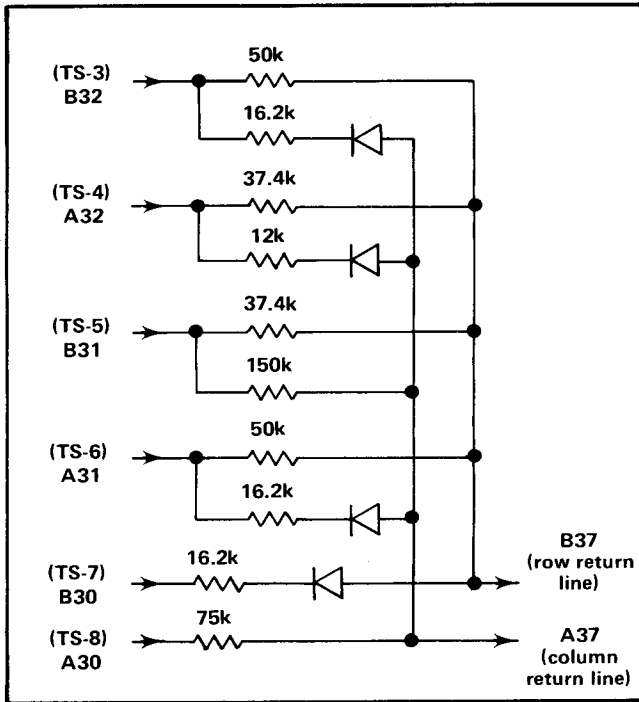 50k
(TS-3)
B32
16.2k
37.4k
(TS-4)
A32
12k
37.4k
(TS-5)
B31
150k
50k
(TS-6)
A31
16.2k
B37
(row return
line)
16.2k
(TS-7)
B30
75k
(TS-8)
A30
A37
(column
return line)